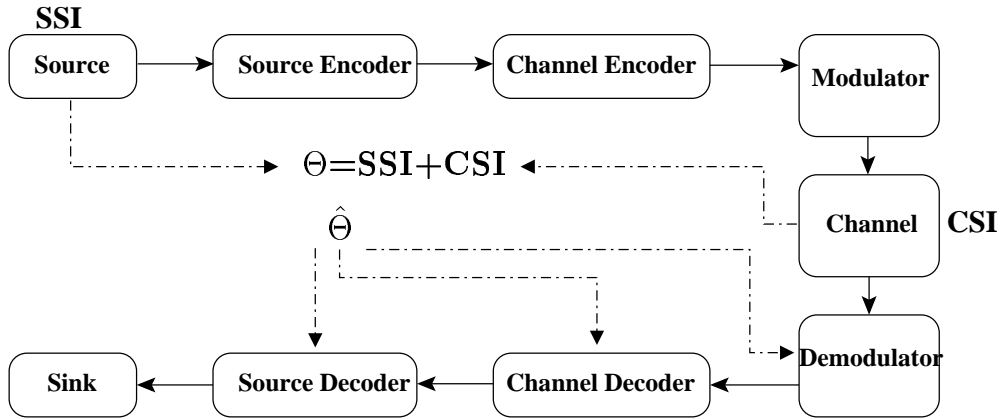 SSI
Source
Source Encoder
Channel Encoder
Modulator
Θ=SSI+CSI
Channel
CSI
Θ̂
Sink
Source Decoder
Channel Decoder
Demodulator